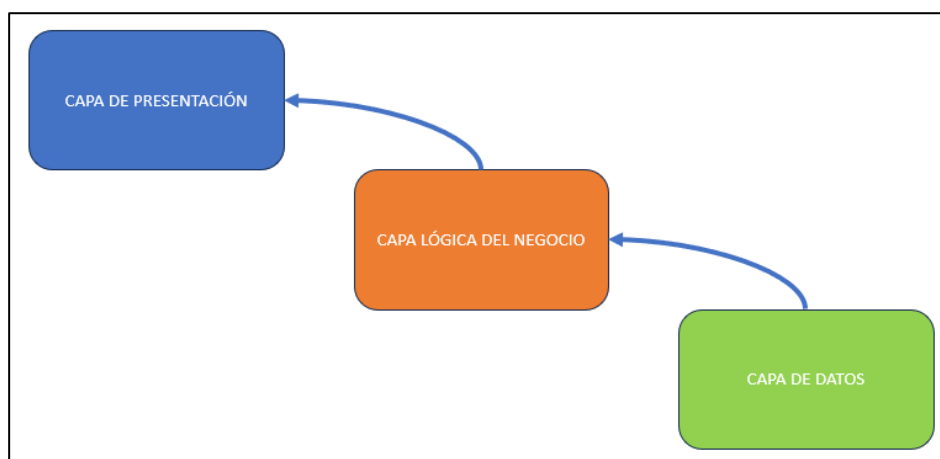 CAPA DE PRESENTACIÓN
CAPA LÓGICA DEL NEGOCIO
CAPA DE DATOS